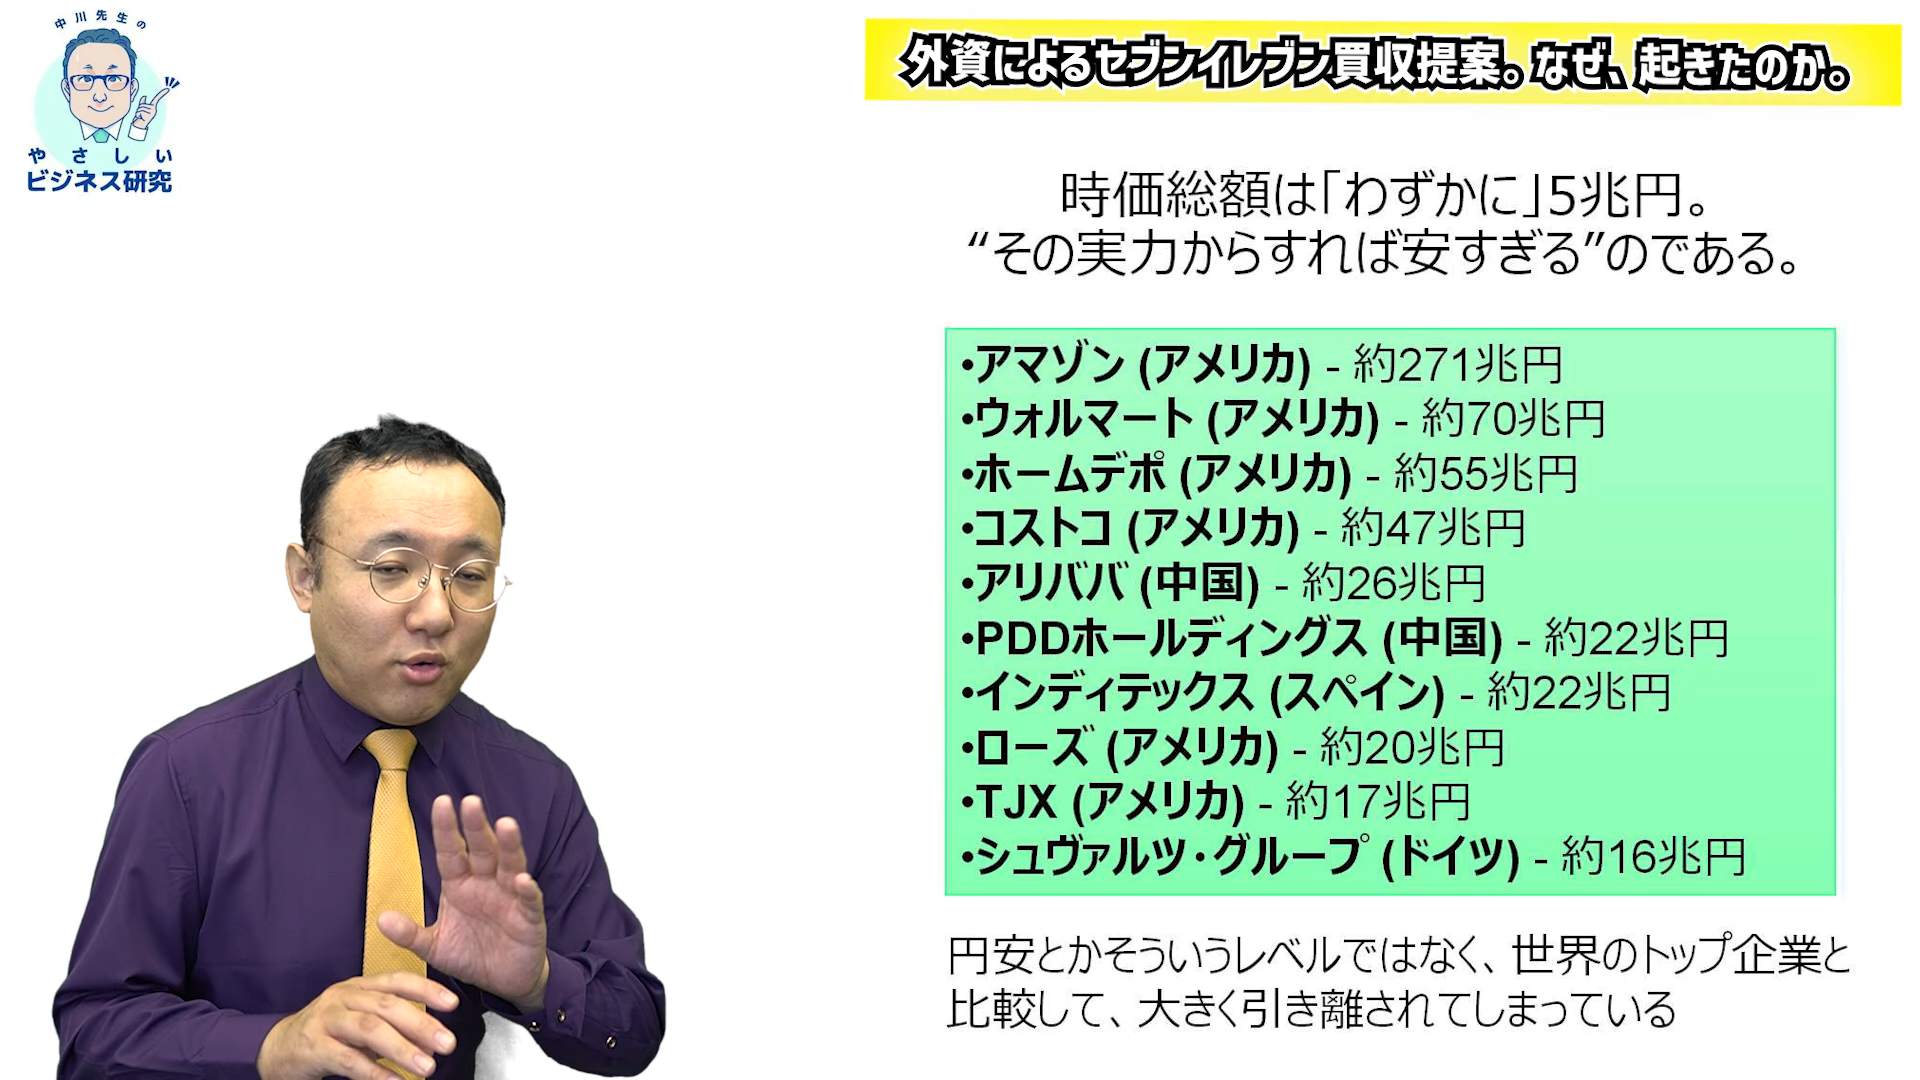 中川先生の
やさしい
ビジネス研究
外資によるセブンイレブン買収提案。なぜ、起きたのか。
時価総額は「わずかに」5兆円。
“その実力からすれば安すぎる”のである。
・アマゾン (アメリカ) - 約271兆円
・ウォルマート (アメリカ) - 約70兆円
・ホームデポ (アメリカ) - 約55兆円
・コストコ (アメリカ) - 約47兆円
・アリババ (中国) - 約26兆円
・PDDホールディングス (中国) - 約22兆円
・インディテックス (スペイン) - 約22兆円
・ローズ (アメリカ) - 約20兆円
・TJX (アメリカ) - 約17兆円
・シュヴァルツ・グループ (ドイツ) - 約16兆円
円安とかそういうレベルではなく、世界のトップ企業と
比較して、大きく引き離されてしまっている